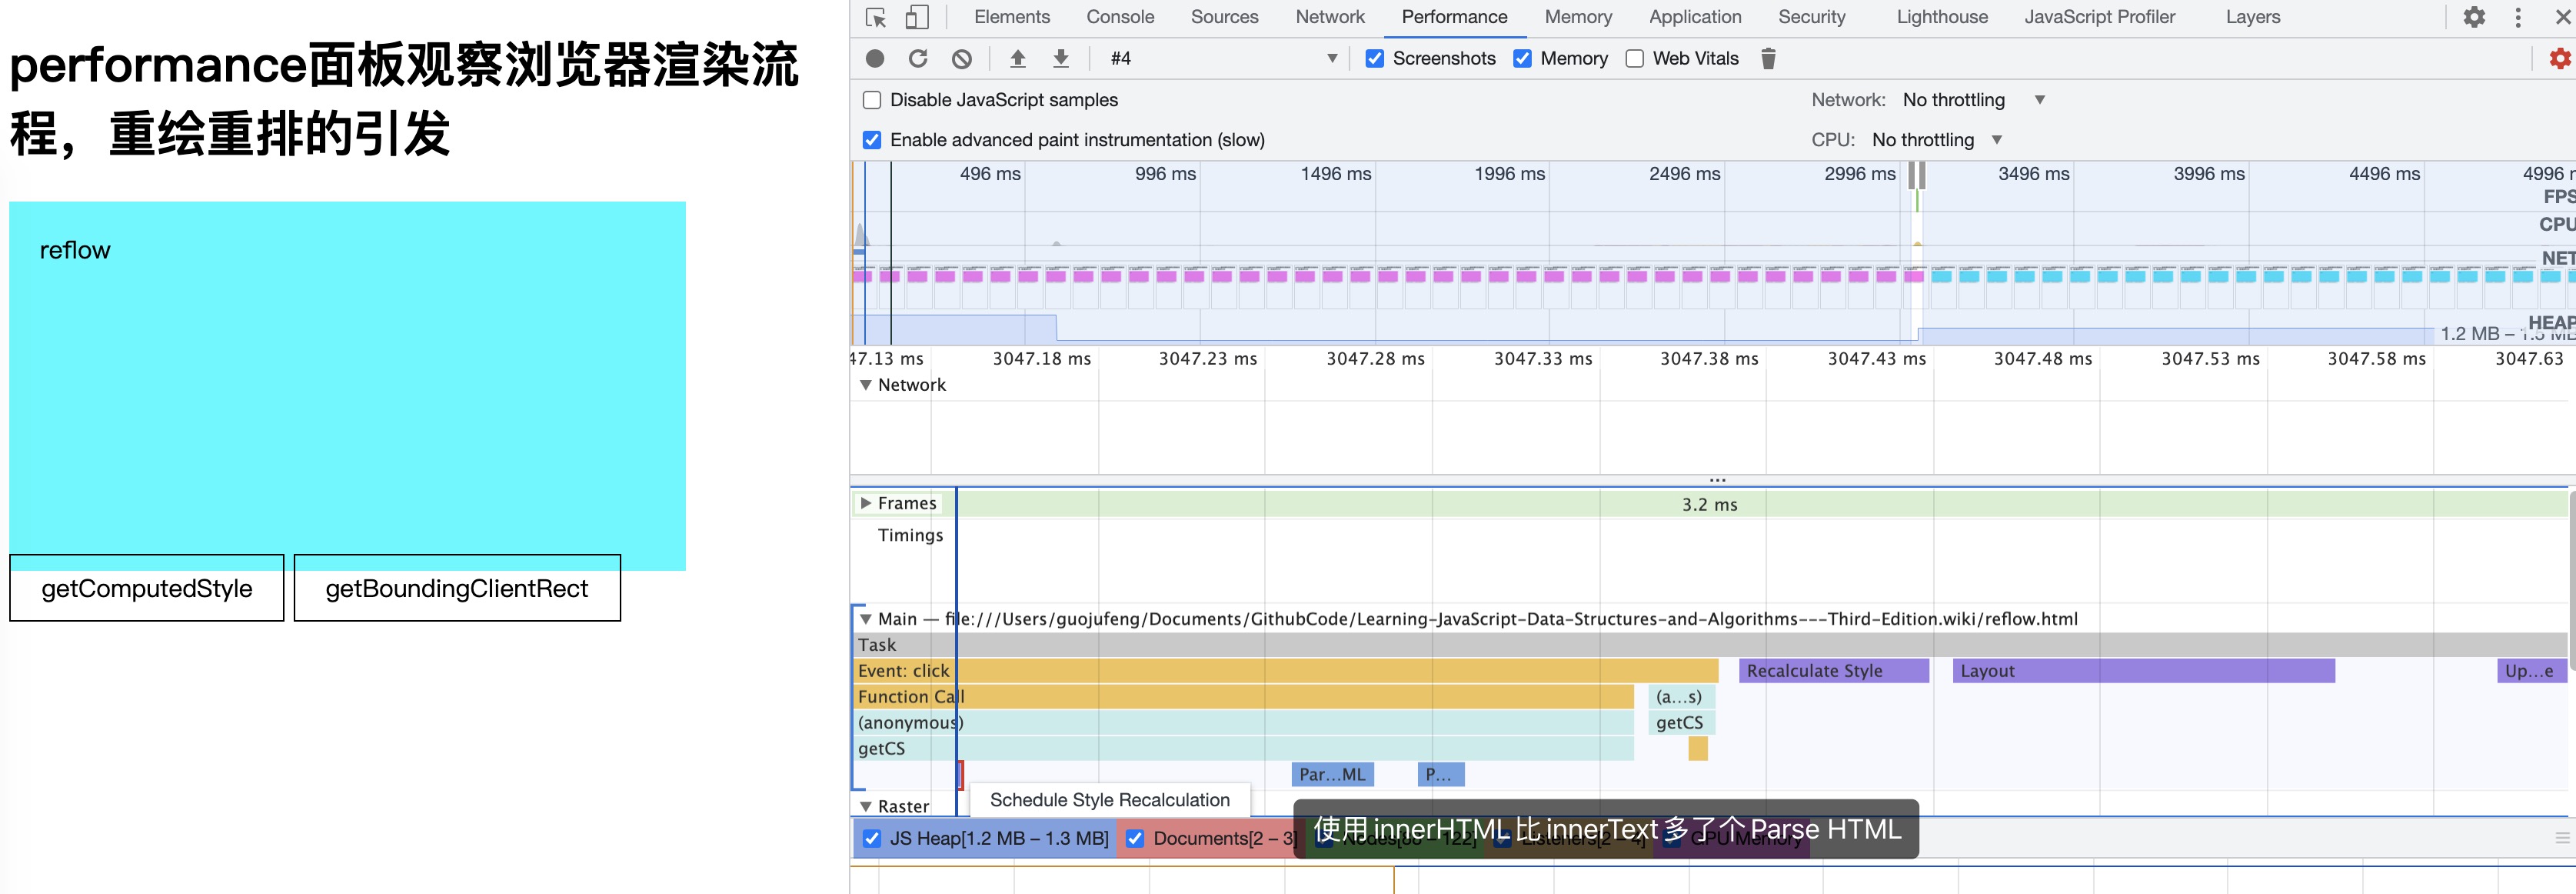 performance面板观察浏览器渲染流
程，重绘重排的引发
reflow
getComputedStyle
getBoundingClientRect
Elements
Console
Sources
Network
Performance
Memory
Application
Security
Lighthouse
JavaScript Profiler
Layers
#4
Screenshots
Memory
Web Vitals
Disable JavaScript samples
Network: No throttling
Enable advanced paint instrumentation (slow)
CPU: No throttling
496 ms
996 ms
1496 ms
1996 ms
2496 ms
2996 ms
3496 ms
3996 ms
4496 ms
4996 m
FPS
CPU
NET
HEAP
1.2 MB – 1.3 MB
47.13 ms
3047.18 ms
3047.23 ms
3047.28 ms
3047.33 ms
3047.38 ms
3047.43 ms
3047.48 ms
3047.53 ms
3047.58 ms
3047.63
Network
...
Frames
3.2 ms
Timings
Main — file:///Users/guojufeng/Documents/GithubCode/Learning-JavaScript-Data-Structures-and-Algorithms---Third-Edition.wiki/reflow.html
Task
Event: click
Recalculate Style
Layout
Up...e
Function Call
(a...s)
(anonymous)
getCS
getCS
Par...ML
P...
Schedule Style Recalculation
Raster
使用innerHTML比innerText多了个Parse HTML
JS Heap[1.2 MB – 1.3 MB]
Documents[2 – 3]
Listeners[2 – 4]
GPU Memory